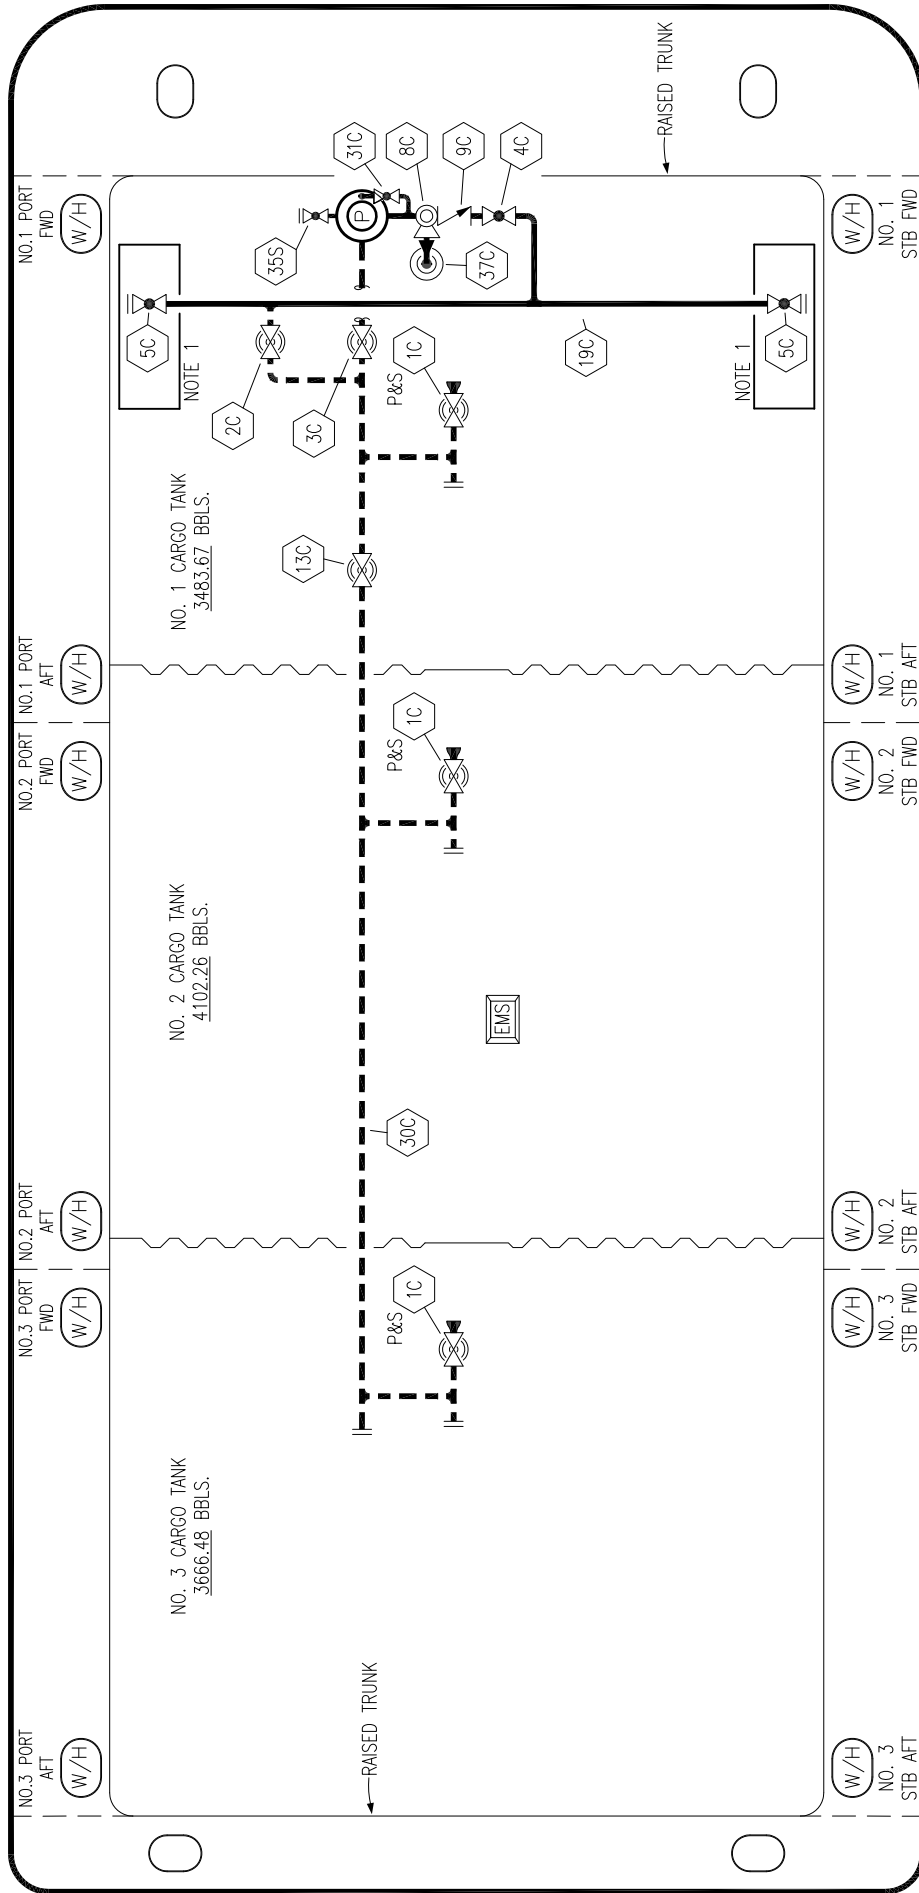 NO.3 PORT
AFT
W/H
NO.3 PORT
FWD
W/H
NO.2 PORT
AFT
W/H
NO.2 PORT
FWD
W/H
NO.1 PORT
AFT
W/H
NO.1 PORT
FWD
W/H
NO. 3 CARGO TANK
3666.48 BBLS.
NO. 2 CARGO TANK
4102.26 BBLS.
NO. 1 CARGO TANK
3483.67 BBLS.
5C
NOTE 1
2C
3C
35S
31C
P
8C
9C
4C
37C
13C
30C
RAISED TRUNK
P&S
1C
P&S
1C
P&S
1C
EMS
19C
RAISED TRUNK
NOTE 1
5C
W/H
NO. 3
STB AFT
W/H
NO. 3
STB FWD
W/H
NO. 2
STB AFT
W/H
NO. 2
STB FWD
W/H
NO. 1
STB AFT
W/H
NO. 1
STB FWD